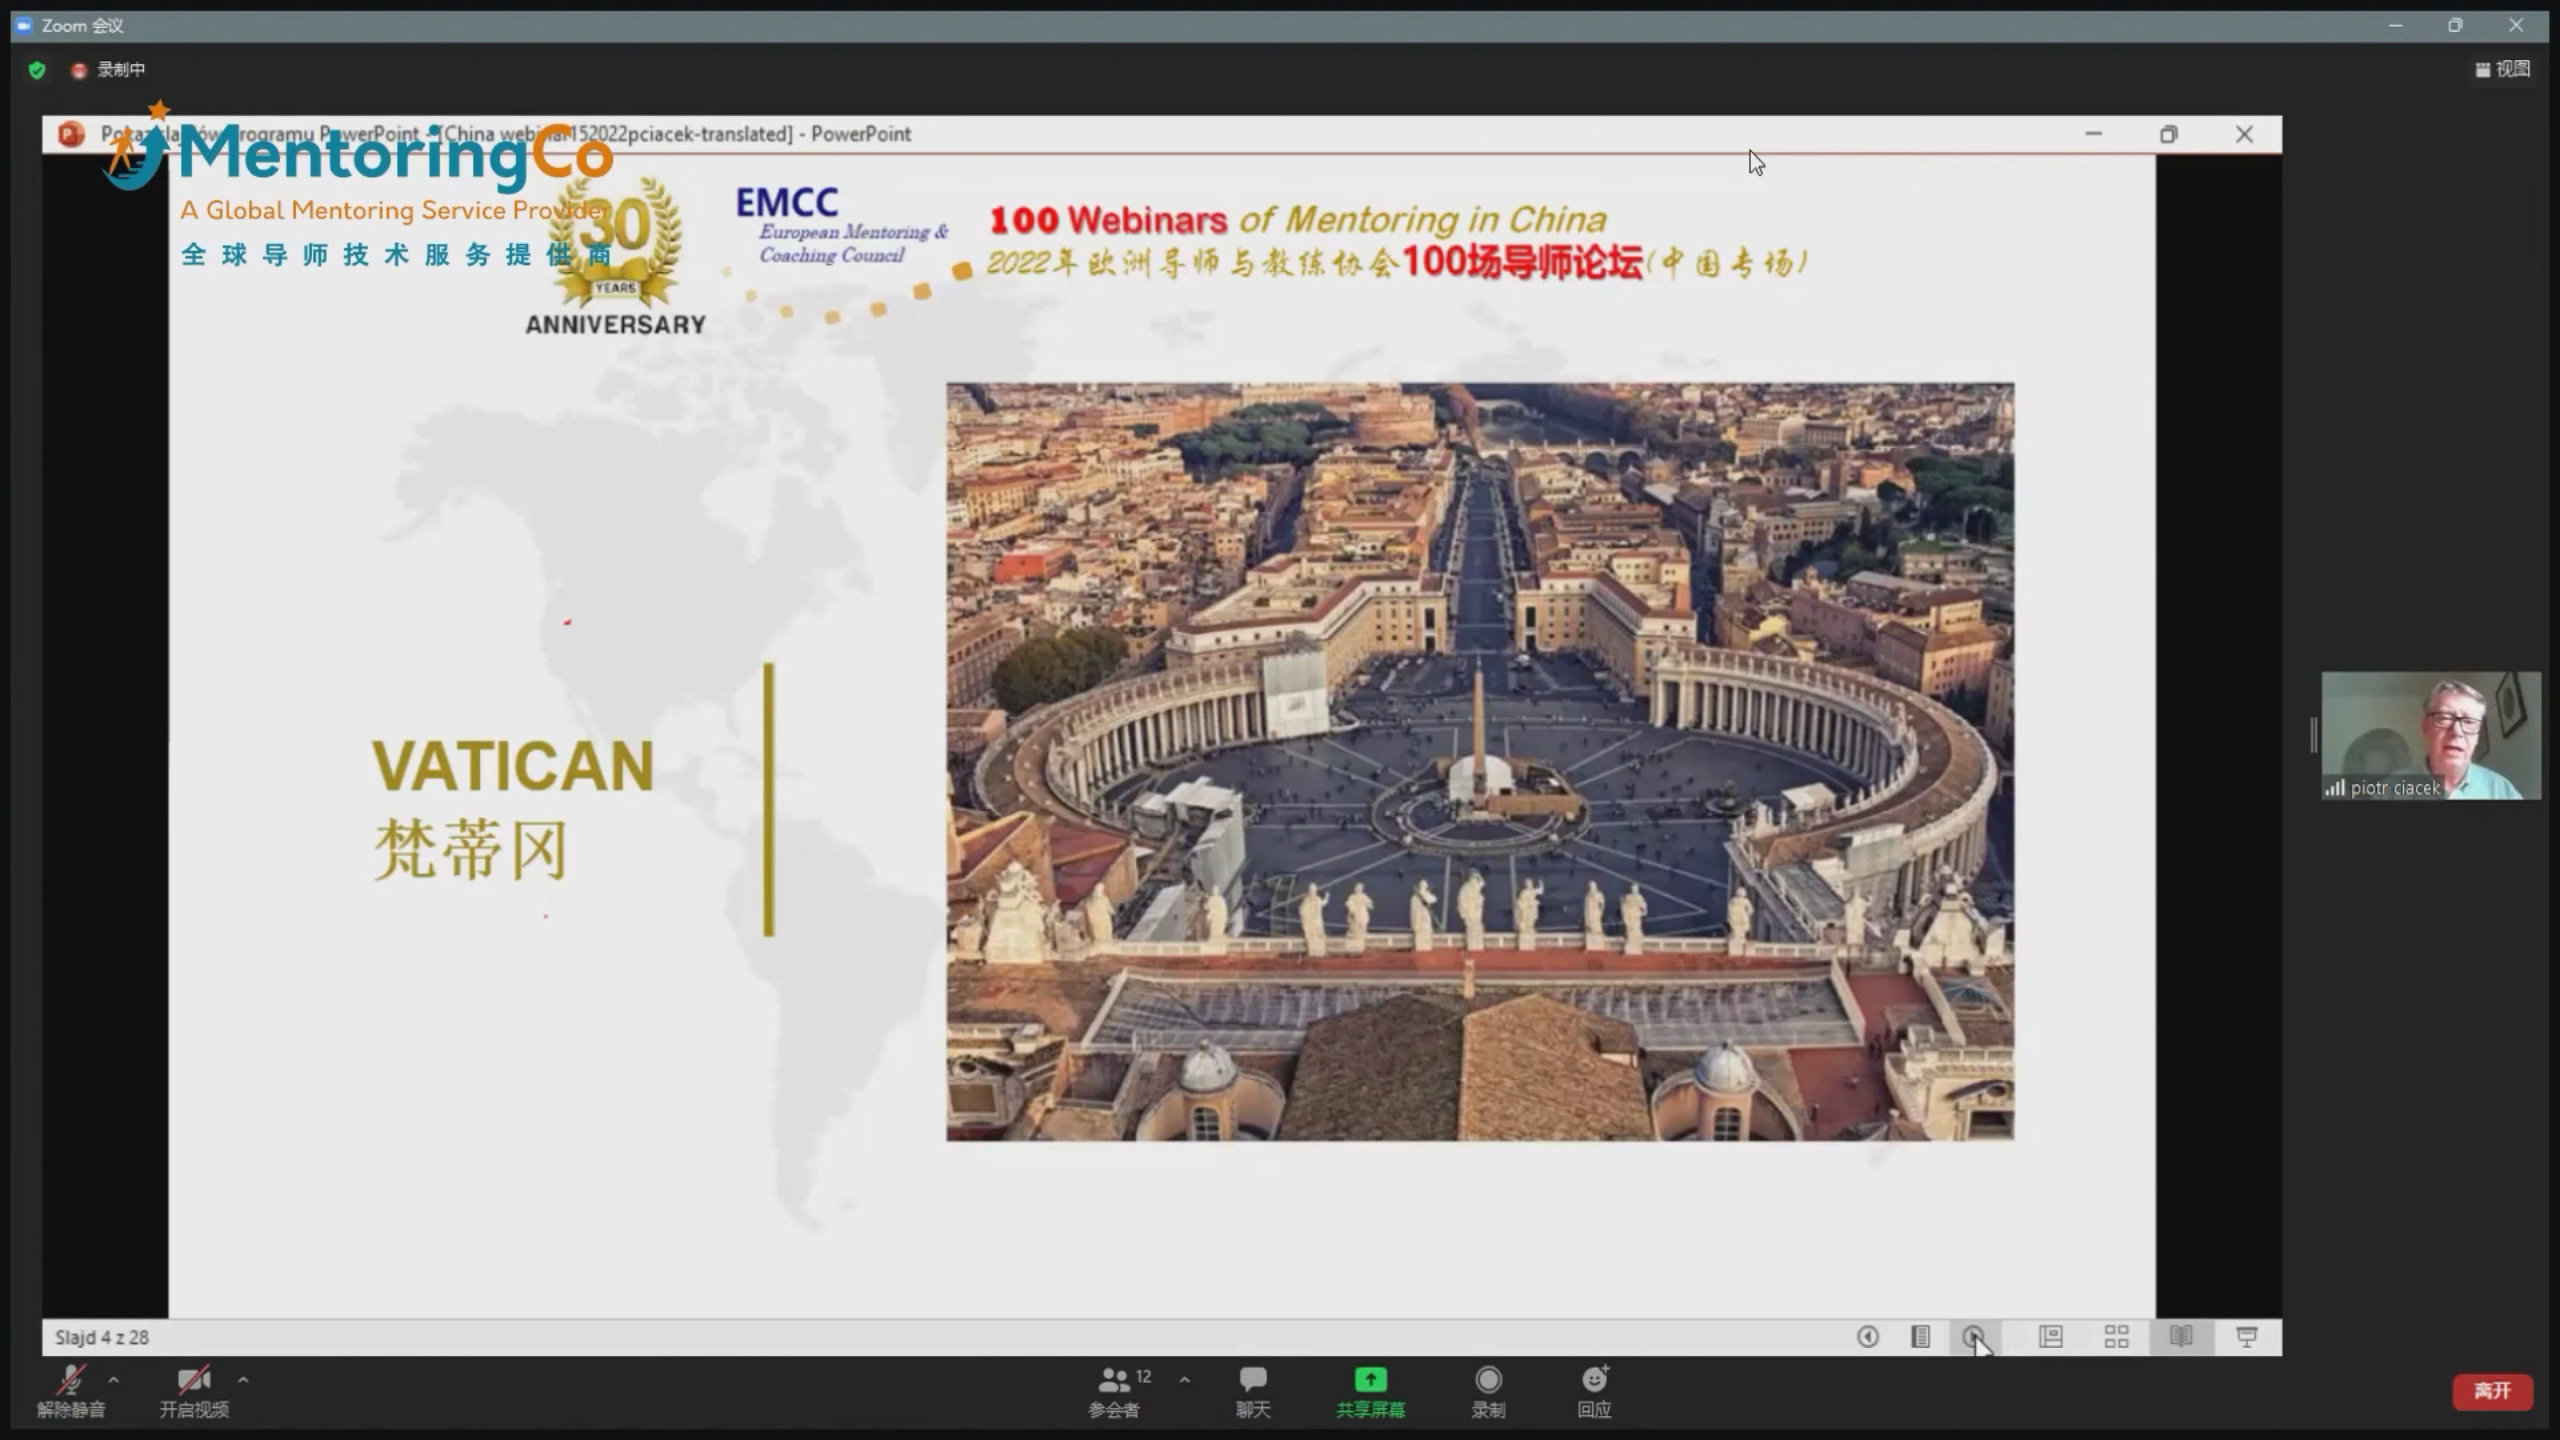 Zoom 会议
录制中
视图
Pokaz slajdów programu PowerPoint - [China webinar152022pciacek-translated] - PowerPoint
MentoringCo
A Global Mentoring Service Provider
全球导师技术服务提供商
30
YEARS
ANNIVERSARY
EMCC
European Mentoring &
Coaching Council
100 Webinars of Mentoring in China
2022年欧洲导师与教练协会100场导师论坛(中国专场)
VATICAN
梵蒂冈
piotr ciacek
Slajd 4 z 28
解除静音
开启视频
12
参会者
聊天
共享屏幕
录制
回应
离开